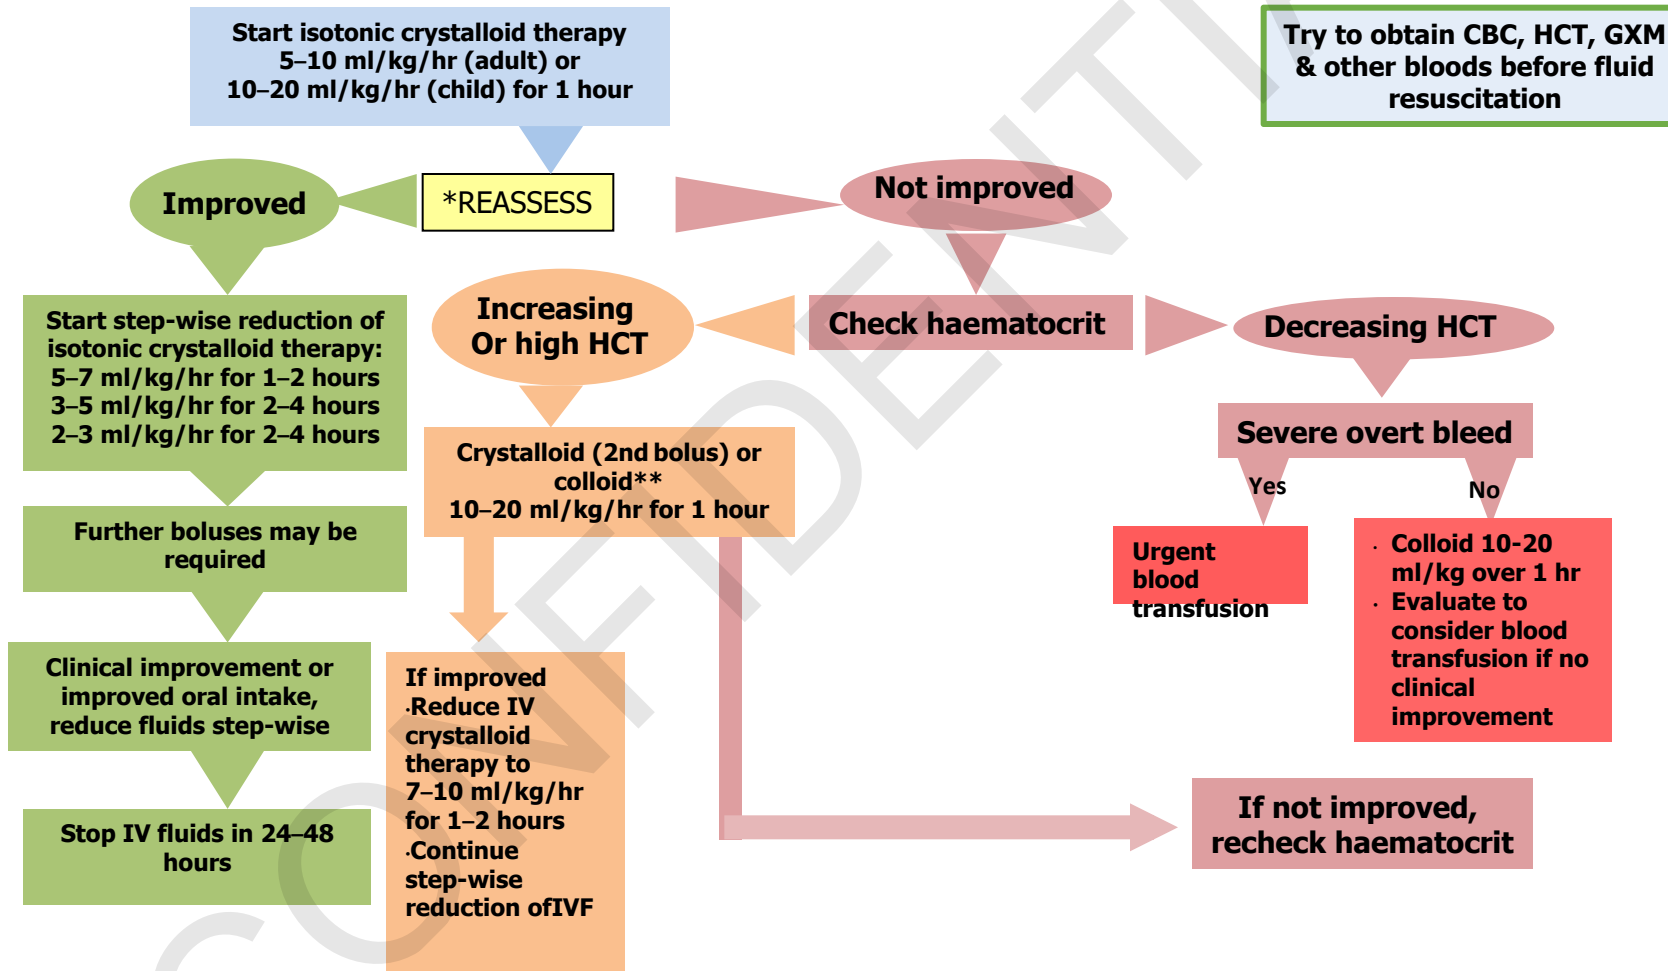 Start isotonic crystalloid therapy
5–10 ml/kg/hr (adult) or
10–20 ml/kg/hr (child) for 1 hour
Try to obtain CBC, HCT, GXM
& other bloods before fluid
resuscitation
Improved
*REASSESS
Not improved
Start step-wise reduction of
isotonic crystalloid therapy:
5–7 ml/kg/hr for 1–2 hours
3–5 ml/kg/hr for 2–4 hours
2–3 ml/kg/hr for 2–4 hours
Increasing
Or high HCT
Check haematocrit
Decreasing HCT
Crystalloid (2nd bolus) or
colloid**
10–20 ml/kg/hr for 1 hour
Severe overt bleed
Yes
No
Further boluses may be
required
Urgent
blood
transfusion
· Colloid 10-20
ml/kg over 1 hr
· Evaluate to
consider blood
transfusion if no
clinical
improvement
Clinical improvement or
improved oral intake,
reduce fluids step-wise
If improved
·Reduce IV
crystalloid
therapy to
7–10 ml/kg/hr
for 1–2 hours
·Continue
step-wise
reduction ofIVF
Stop IV fluids in 24–48
hours
If not improved,
recheck haematocrit
CONFIDENTI